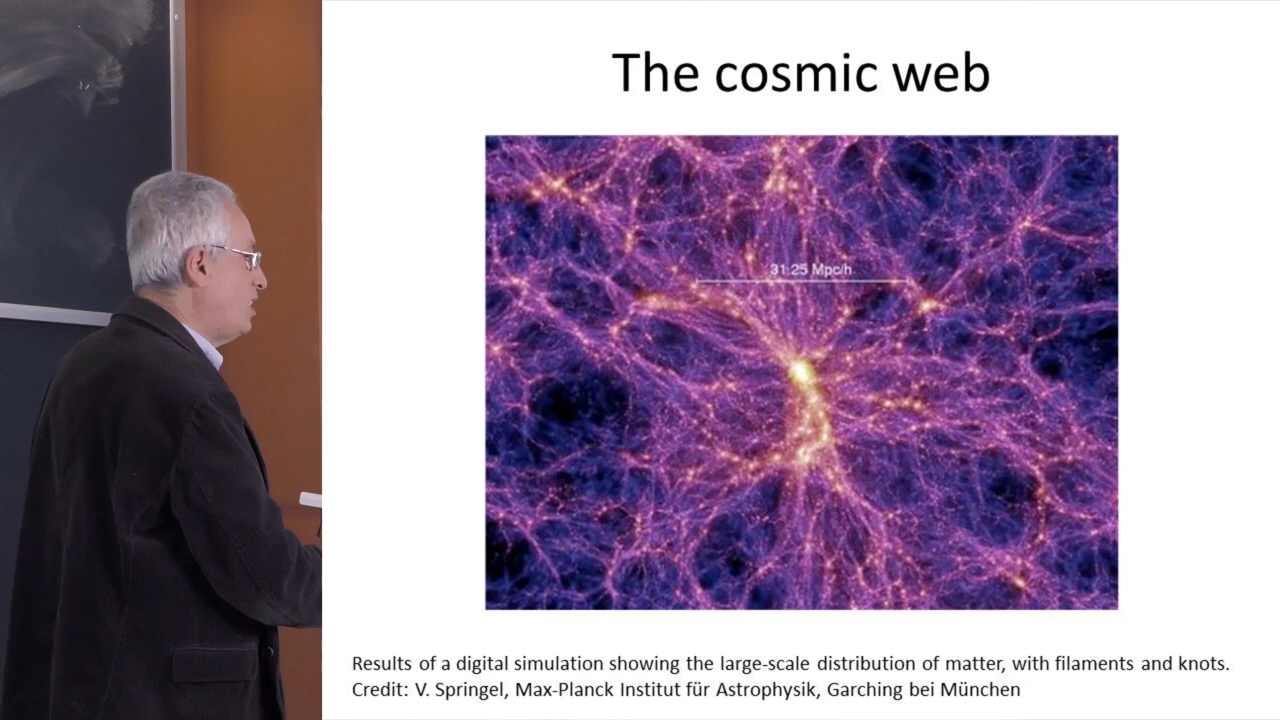 The cosmic web
31.25 Mpc/h
Results of a digital simulation showing the large-scale distribution of matter, with filaments and knots.
Credit: V. Springel, Max-Planck Institut für Astrophysik, Garching bei München